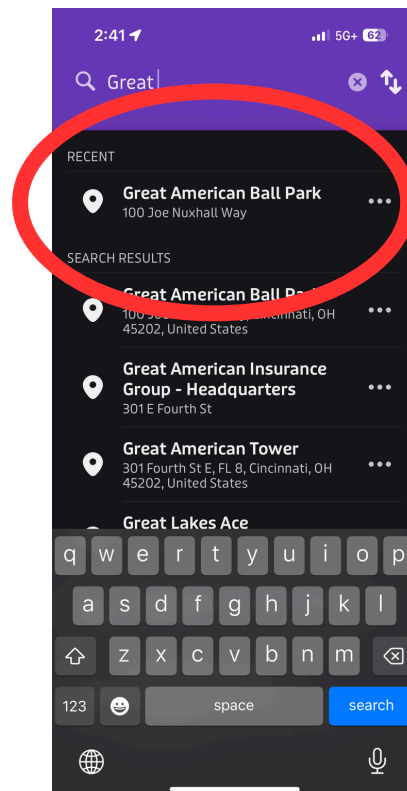 2:41
5G+ 62
Great
RECENT
Great American Ball Park
100 Joe Nuxhall Way
SEARCH RESULTS
Great American Ball
OH
45202, United States
Great American Insurance
Group - Headquarters
301 E Fourth St
Great American Tower
301 Fourth St E, FL 8, Cincinnati, OH
45202, United States
Great Lakes Ace
q w e r t y u i o p
a s d f g h j k l
z x c v b n m
123 space search